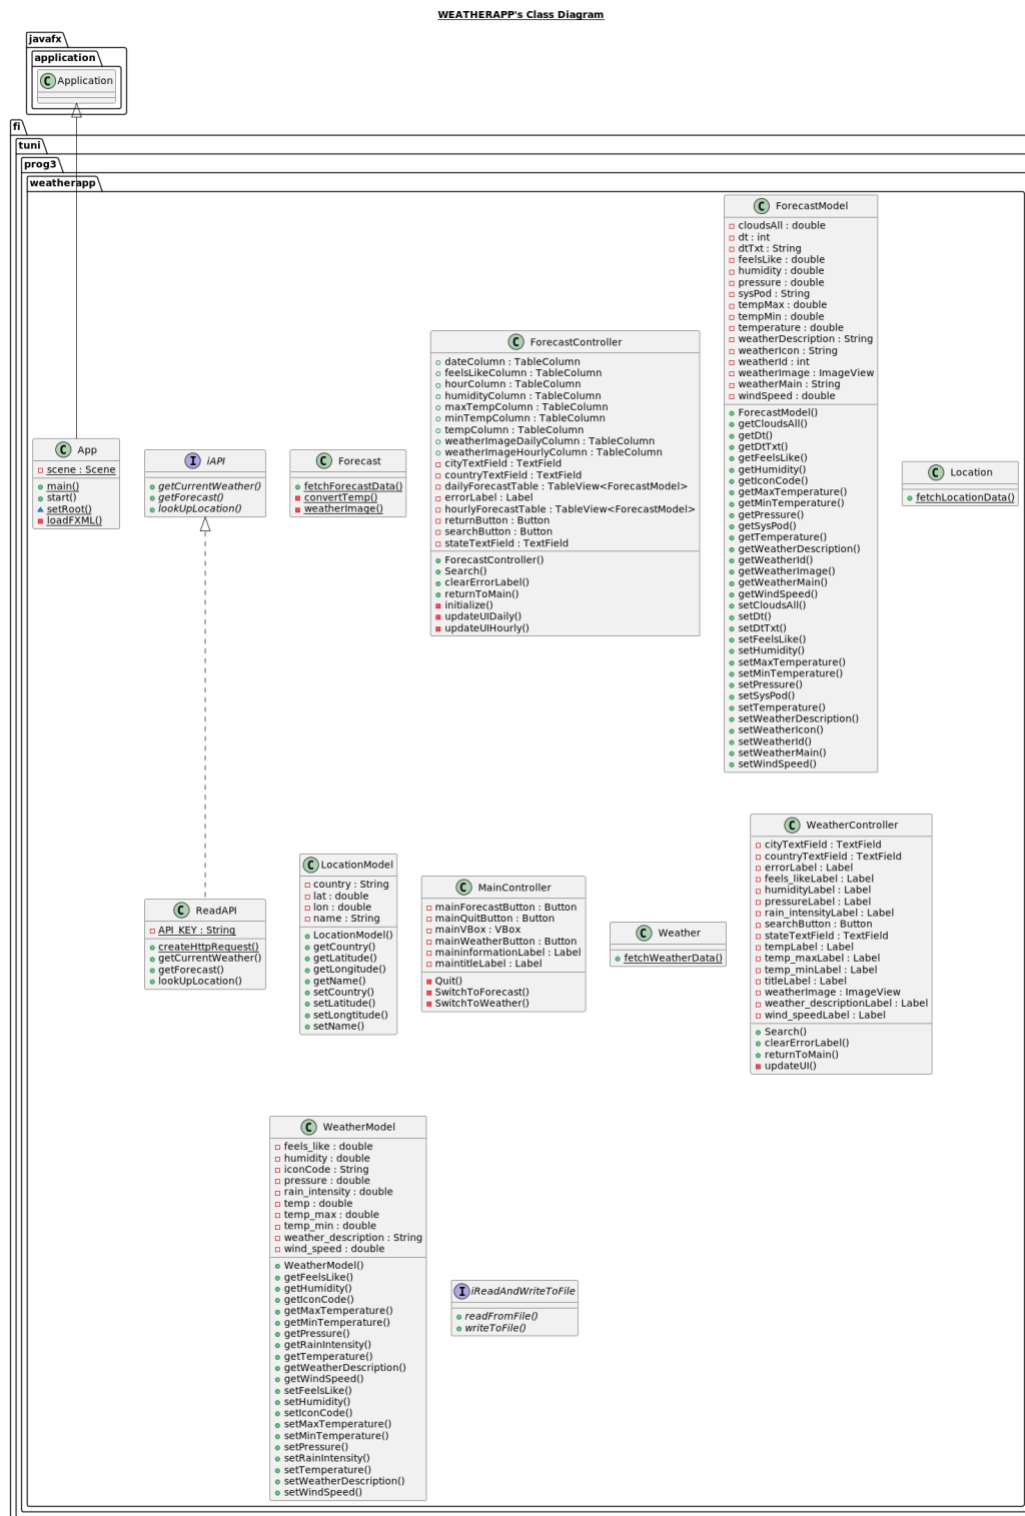 WEATHERAPP's Class Diagram
javafx
application
C Application
fi
tuni
prog3
weatherapp
C ForecastModel
cloudsAll : double
dt : int
dtTxt : String
feelsLike : double
humidity : double
pressure : double
sysPod : String
tempMax : double
tempMin : double
temperature : double
weatherDescription : String
weatherIcon : String
weatherId : int
weatherImage : ImageView
weatherMain : String
windSpeed : double
ForecastModel()
getCloudsAll()
getDt()
getDtTxt()
getFeelsLike()
getHumidity()
getIconCode()
getMaxTemperature()
getMinTemperature()
getPressure()
getSysPod()
getTemperature()
getWeatherDescription()
getWeatherId()
getWeatherImage()
getWeatherMain()
getWindSpeed()
setCloudsAll()
setDt()
setDtTxt()
setFeelsLike()
setHumidity()
setMaxTemperature()
setMinTemperature()
setPressure()
setSysPod()
setTemperature()
setWeatherDescription()
setWeatherIcon()
setWeatherId()
setWeatherMain()
setWindSpeed()
C ForecastController
dateColumn : TableColumn
feelsLikeColumn : TableColumn
hourColumn : TableColumn
humidityColumn : TableColumn
maxTempColumn : TableColumn
minTempColumn : TableColumn
tempColumn : TableColumn
weatherImageDailyColumn : TableColumn
weatherImageHourlyColumn : TableColumn
cityTextField : TextField
countryTextField : TextField
dailyForecastTable : TableView<ForecastModel>
errorLabel : Label
hourlyForecastTable : TableView<ForecastModel>
returnButton : Button
searchButton : Button
stateTextField : TextField
ForecastController()
Search()
clearErrorLabel()
returnToMain()
initialize()
updateUIDaily()
updateUIHourly()
C App
scene : Scene
main()
start()
setRoot()
loadFXML()
I iAPI
getCurrentWeather()
getForecast()
lookUpLocation()
C Forecast
fetchForecastData()
convertTemp()
weatherImage()
C Location
fetchLocationData()
C ReadAPI
API_KEY : String
createHttpRequest()
getCurrentWeather()
getForecast()
lookUpLocation()
C LocationModel
country : String
lat : double
lon : double
name : String
LocationModel()
getCountry()
getLatitude()
getLongitude()
getName()
setCountry()
setLatitude()
setLongtitude()
setName()
C MainController
mainForecastButton : Button
mainQuitButton : Button
mainVBox : VBox
mainWeatherButton : Button
maininformationLabel : Label
maintitleLabel : Label
Quit()
SwitchToForecast()
SwitchToWeather()
C Weather
fetchWeatherData()
C WeatherController
cityTextField : TextField
countryTextField : TextField
errorLabel : Label
feels_likeLabel : Label
humidityLabel : Label
pressureLabel : Label
rain_intensityLabel : Label
searchButton : Button
stateTextField : TextField
tempLabel : Label
temp_maxLabel : Label
temp_minLabel : Label
titleLabel : Label
weatherImage : ImageView
weather_descriptionLabel : Label
wind_speedLabel : Label
Search()
clearErrorLabel()
returnToMain()
updateUI()
C WeatherModel
feels_like : double
humidity : double
iconCode : String
pressure : double
rain_intensity : double
temp : double
temp_max : double
temp_min : double
weather_description : String
wind_speed : double
WeatherModel()
getFeelsLike()
getHumidity()
getIconCode()
getMaxTemperature()
getMinTemperature()
getPressure()
getRainIntensity()
getTemperature()
getWeatherDescription()
getWindSpeed()
setFeelsLike()
setHumidity()
setIconCode()
setMaxTemperature()
setMinTemperature()
setPressure()
setRainIntensity()
setTemperature()
setWeatherDescription()
setWindSpeed()
I iReadAndWriteToFile
readFromFile()
writeToFile()